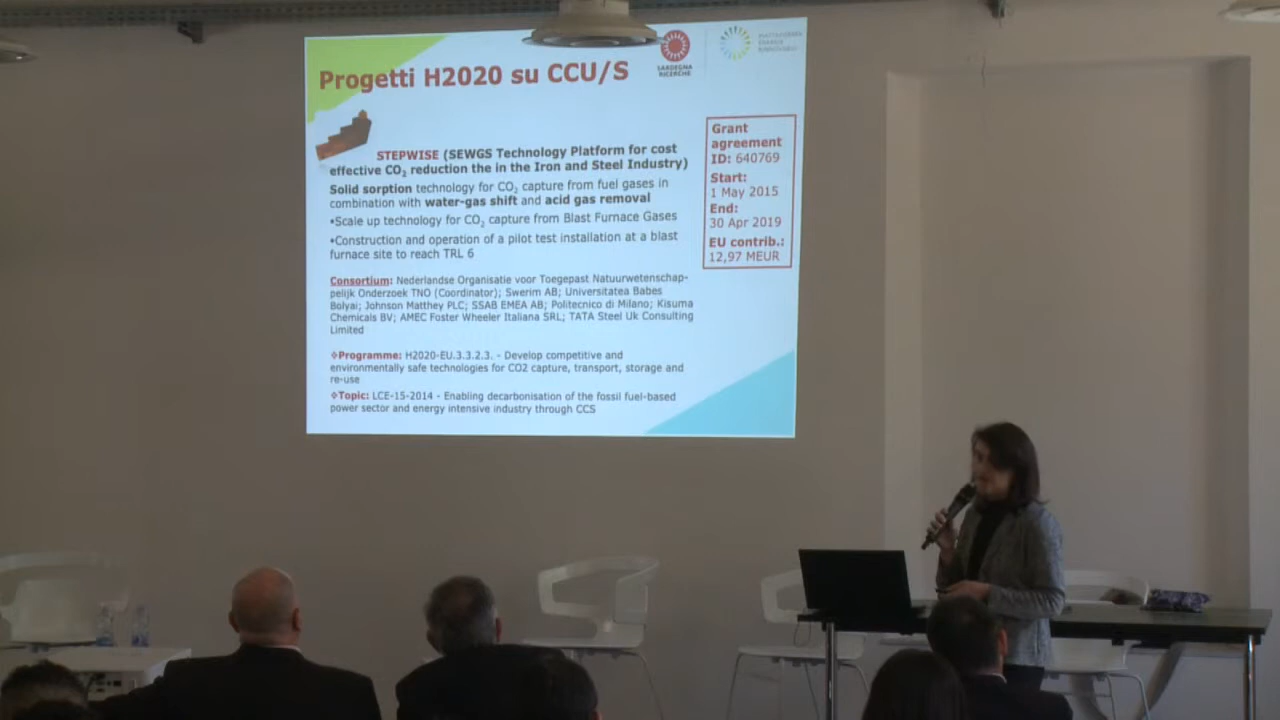 Progetti H2020 su CCU/S
SARDEGNA
RICERCHE
PIATTAFORMA
ENERGIE
RINNOVABILI
STEPWISE (SEWGS Technology Platform for cost
effective CO₂ reduction the in the Iron and Steel Industry)
Solid sorption technology for CO₂ capture from fuel gases in
combination with water-gas shift and acid gas removal
•Scale up technology for CO₂ capture from Blast Furnace Gases
•Construction and operation of a pilot test installation at a blast
furnace site to reach TRL 6
Grant
agreement
ID: 640769
Start:
1 May 2015
End:
30 Apr 2019
EU contrib.:
12,97 MEUR
Consortium: Nederlandse Organisatie voor Toegepast Natuurwetenschap-
pelijk Onderzoek TNO (Coordinator); Swerim AB; Universitatea Babes
Bolyai; Johnson Matthey PLC; SSAB EMEA AB; Politecnico di Milano; Kisuma
Chemicals BV; AMEC Foster Wheeler Italiana SRL; TATA Steel Uk Consulting
Limited
❖Programme: H2020-EU.3.3.2.3. - Develop competitive and
environmentally safe technologies for CO2 capture, transport, storage and
re-use
❖Topic: LCE-15-2014 - Enabling decarbonisation of the fossil fuel-based
power sector and energy intensive industry through CCS